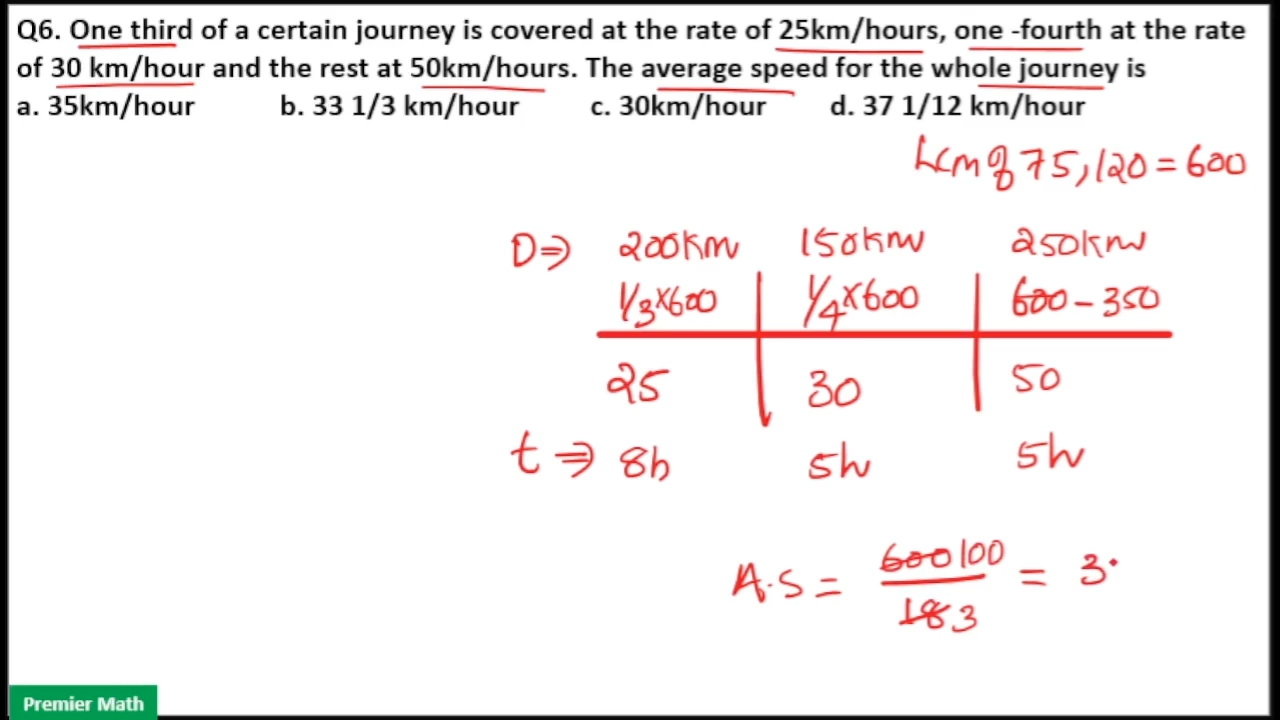 Q6. One third of a certain journey is covered at the rate of 25km/hours, one -fourth at the rate
of 30 km/hour and the rest at 50km/hours. The average speed for the whole journey is
a. 35km/hour b. 33 1/3 km/hour c. 30km/hour d. 37 1/12 km/hour
Lcm of 75, 120 = 600
D⇒ 200km 150km 250km
1/3×600 1/4×600 600 - 350
25 30 50
t ⇒ 8h 5h 5h
A.S = 600 100 = 3
18 3
Premier Math